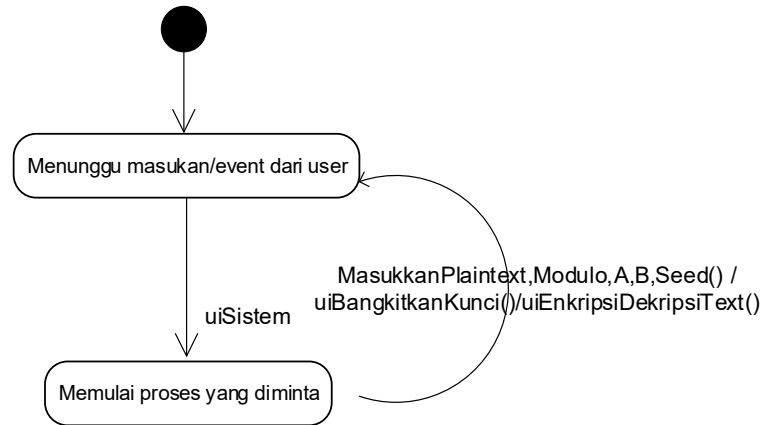 Menunggu masukan/event dari user
MasukkanPlaintext,Modulo,A,B,Seed() /
uiBangkitkanKunci()/uiEnkripsiDekripsiText()
uiSistem
Memulai proses yang diminta